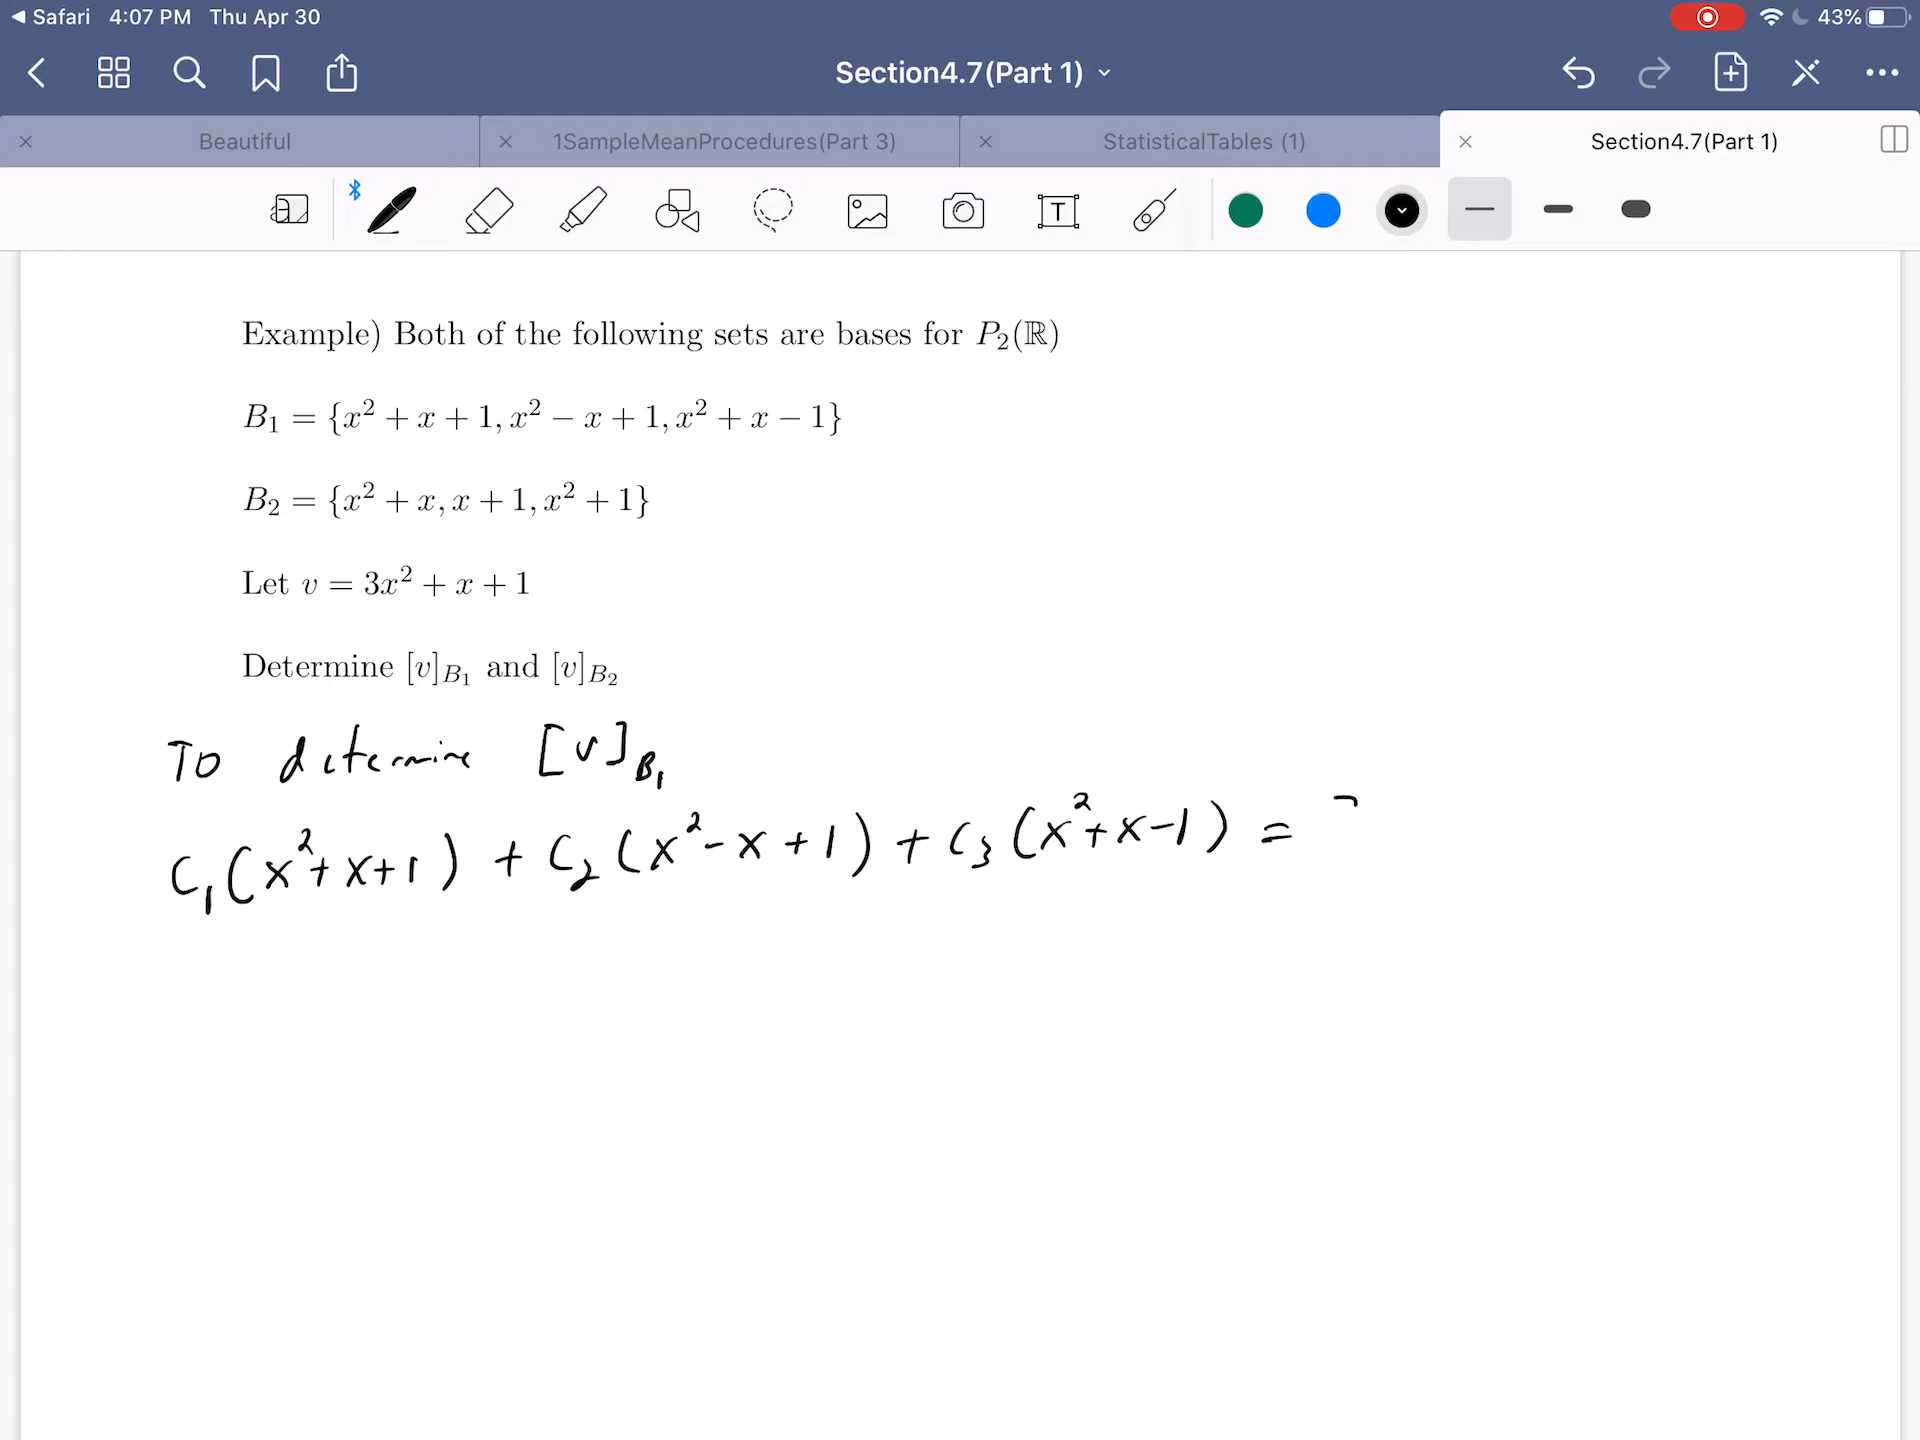 Safari 4:07 PM Thu Apr 30 43%
Section4.7(Part 1)
Beautiful 1SampleMeanProcedures(Part 3) StatisticalTables (1) Section4.7(Part 1)
Example) Both of the following sets are bases for P₂(ℝ)
B₁ = {x² + x + 1, x² − x + 1, x² + x − 1}
B₂ = {x² + x, x + 1, x² + 1}
Let v = 3x² + x + 1
Determine [v]_B₁ and [v]_B₂
To determine [v]_B₁
C₁(x²+x+1) + C₂(x²-x+1) + C₃(x²+x-1) =